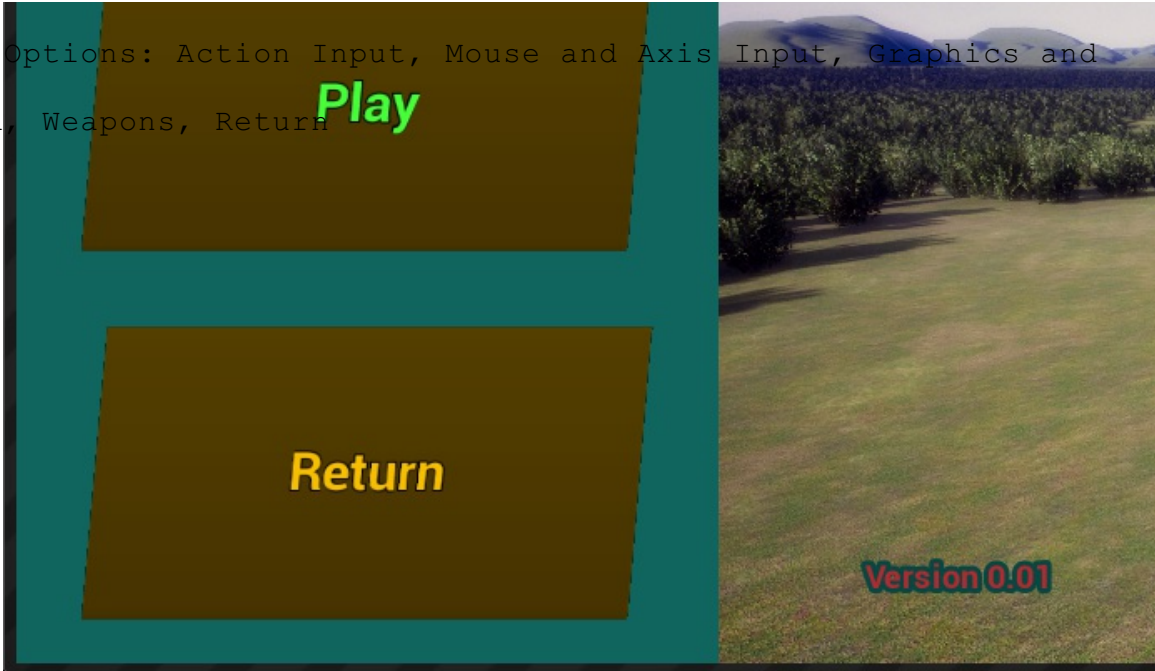 Options: Action Input, Mouse and Axis Input, Graphics and
Play
, Weapons, Return
Return
Version 0.01